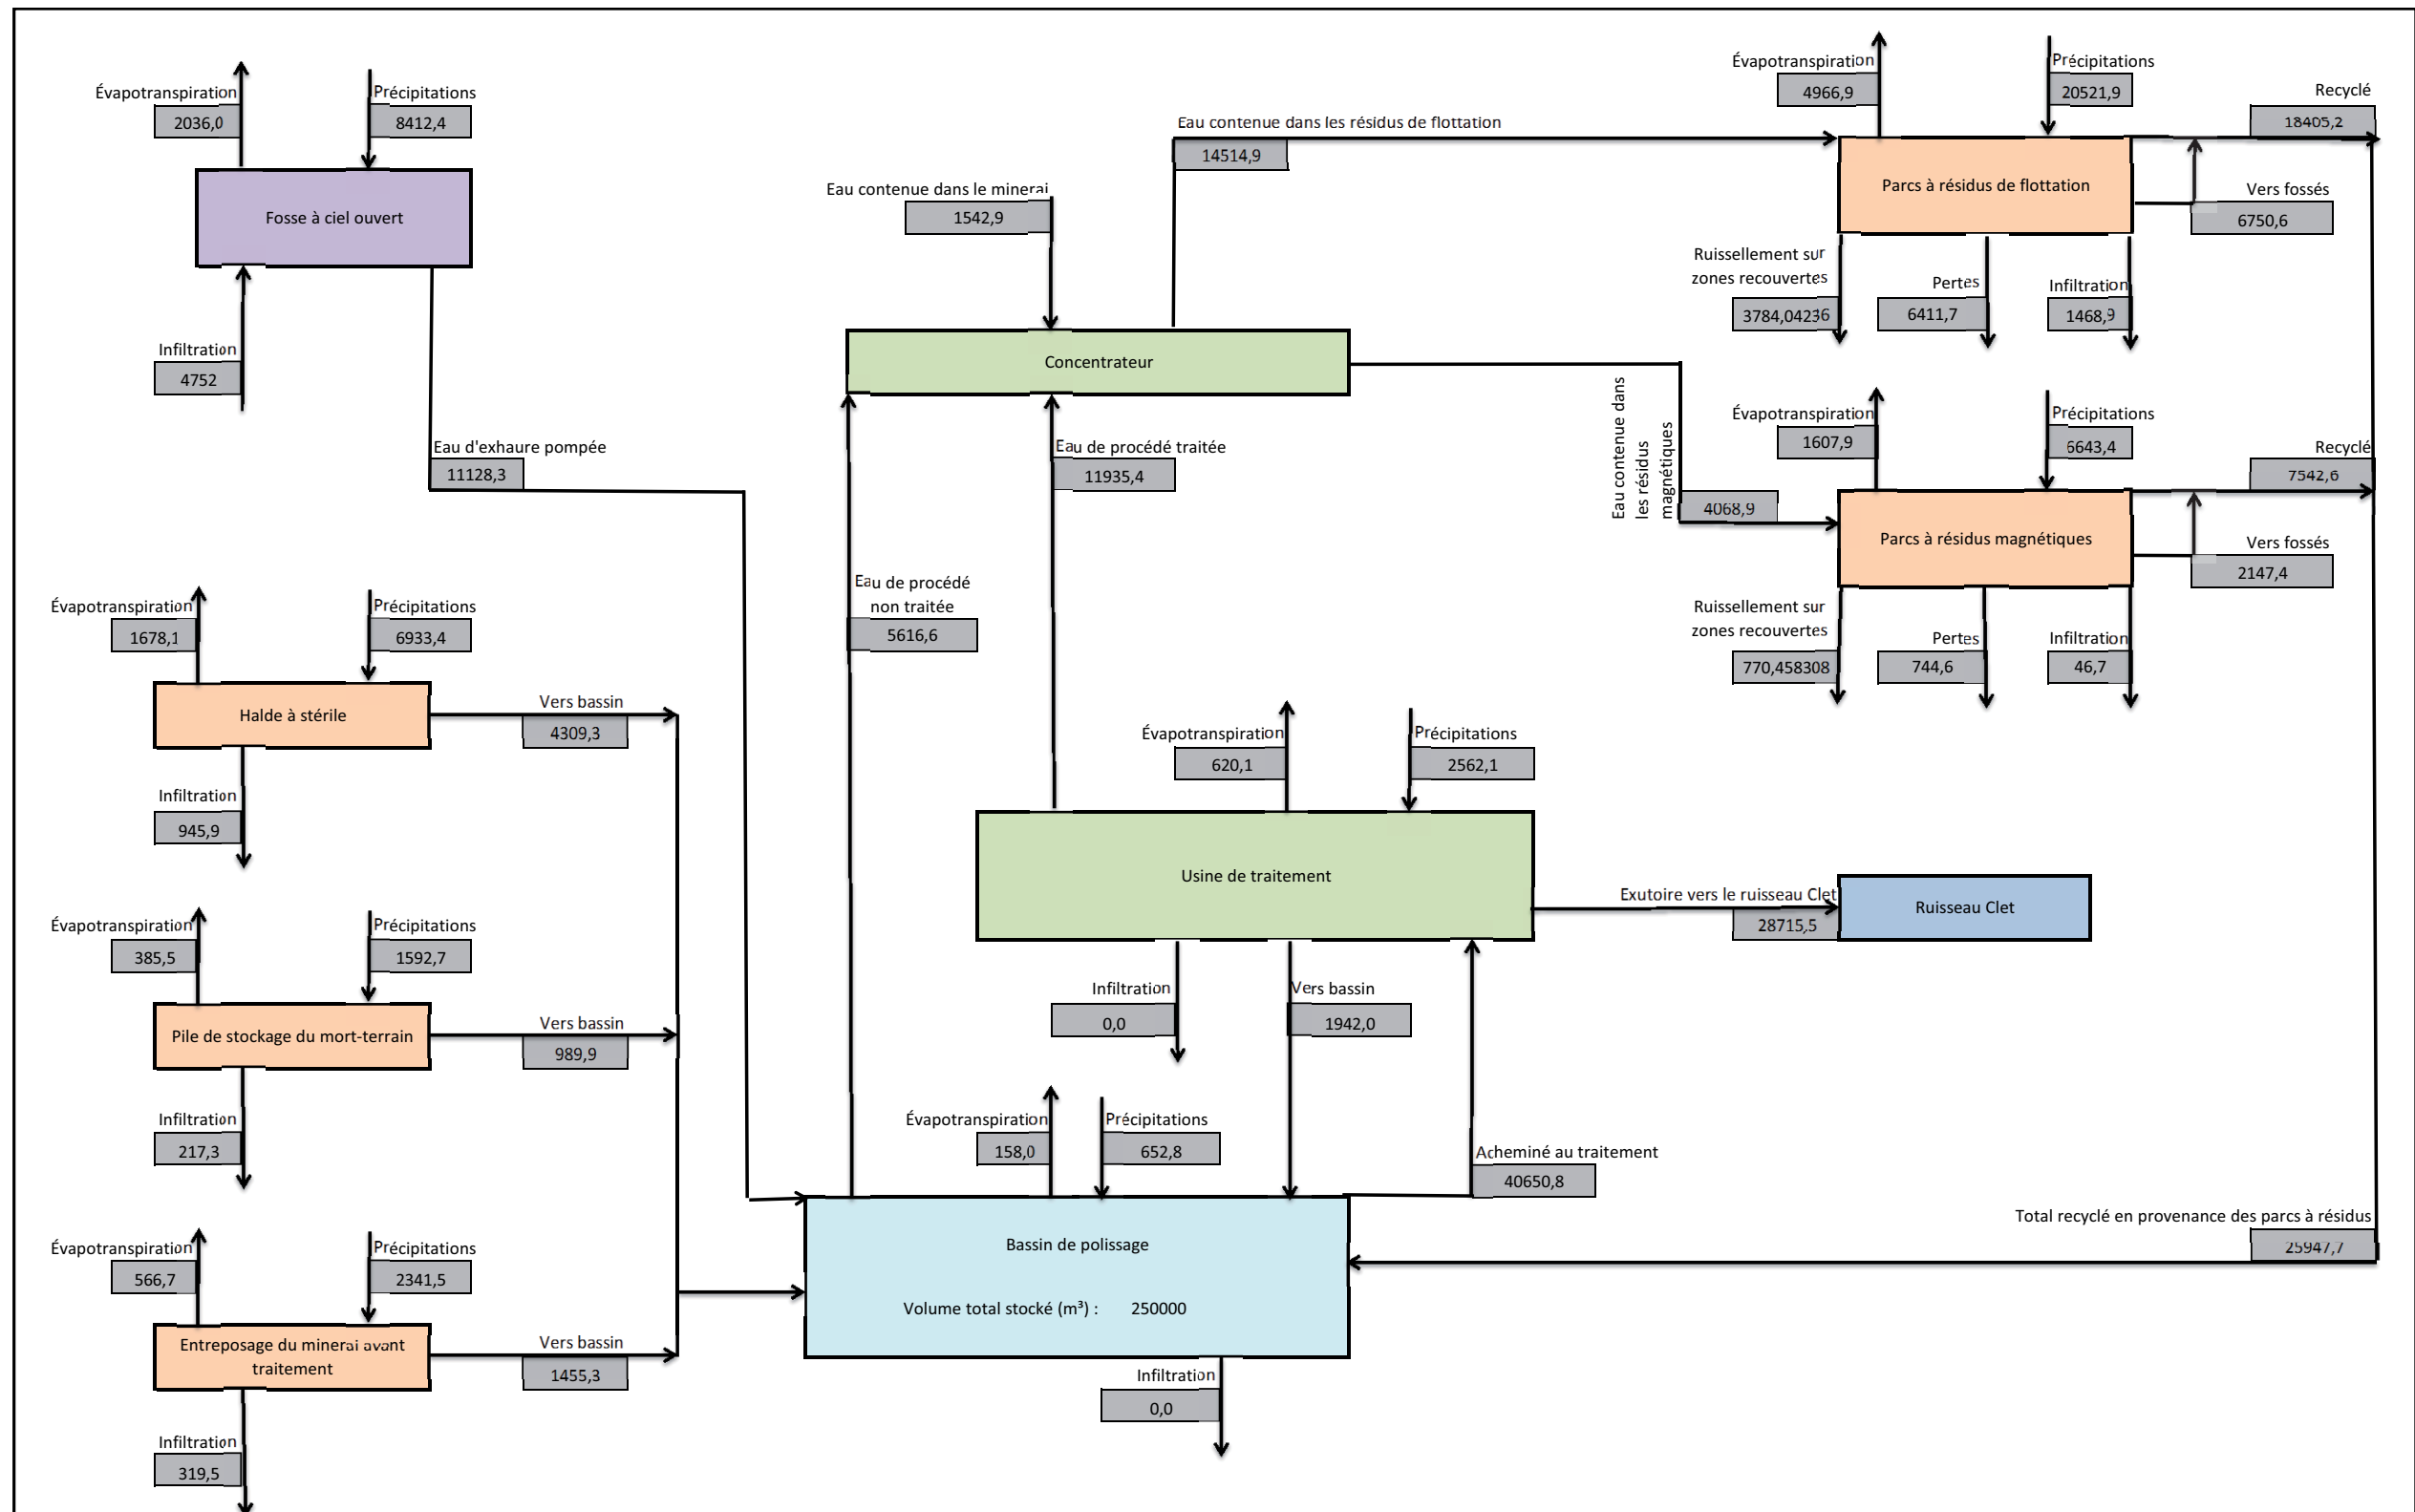 Évapotranspiration
2036,0
Précipitations
8412,4
Fosse à ciel ouvert
Infiltration
4752
Eau d'exhaure pompée
11128,3
Évapotranspiration
1678,1
Précipitations
6933,4
Halde à stérile
Vers bassin
4309,3
Infiltration
945,9
Évapotranspiration
385,5
Précipitations
1592,7
Pile de stockage du mort-terrain
Vers bassin
989,9
Infiltration
217,3
Évapotranspiration
566,7
Précipitations
2341,5
Entreposage du minerai avant
traitement
Vers bassin
1455,3
Infiltration
319,5
Eau contenue dans les résidus de flottation
14514,9
Eau contenue dans le minerai
1542,9
Concentrateur
Eau de procédé traitée
11935,4
Eau de procédé
non traitée
5616,6
Eau contenue dans
les résidus
magnétiques
4068,9
Évapotranspiration
620,1
Précipitations
2562,1
Usine de traitement
Exutoire vers le ruisseau Clet
28715,5
Ruisseau Clet
Infiltration
0,0
Vers bassin
1942,0
Évapotranspiration
158,0
Précipitations
652,8
Acheminé au traitement
40650,8
Bassin de polissage
Volume total stocké (m³) : 250000
Infiltration
0,0
Évapotranspiration
4966,9
Précipitations
20521,9
Recyclé
18405,2
Parcs à résidus de flottation
Vers fossés
6750,6
Ruissellement sur
zones recouvertes
3784,04236
Pertes
6411,7
Infiltration
1468,9
Évapotranspiration
1607,9
Précipitations
6643,4
Recyclé
7542,6
Parcs à résidus magnétiques
Vers fossés
2147,4
Ruissellement sur
zones recouvertes
770,458308
Pertes
744,6
Infiltration
46,7
Total recyclé en provenance des parcs à résidus
25947,7